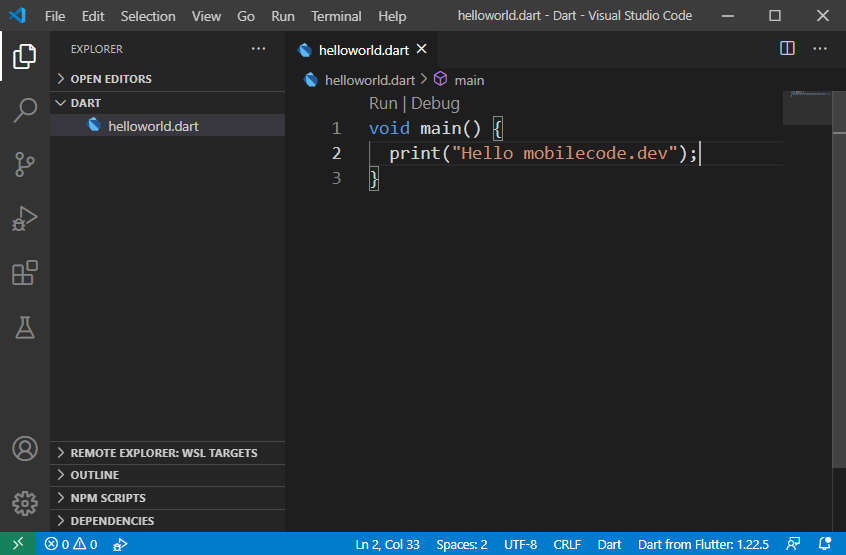 File Edit Selection View Go Run Terminal Help helloworld.dart - Dart - Visual Studio Code
EXPLORER
helloworld.dart
OPEN EDITORS
helloworld.dart main
DART
helloworld.dart
Run | Debug
1 void main() {
2 print("Hello mobilecode.dev");
3 }
REMOTE EXPLORER: WSL TARGETS
OUTLINE
NPM SCRIPTS
DEPENDENCIES
0 0 Ln 2, Col 33 Spaces: 2 UTF-8 CRLF Dart Dart from Flutter: 1.22.5